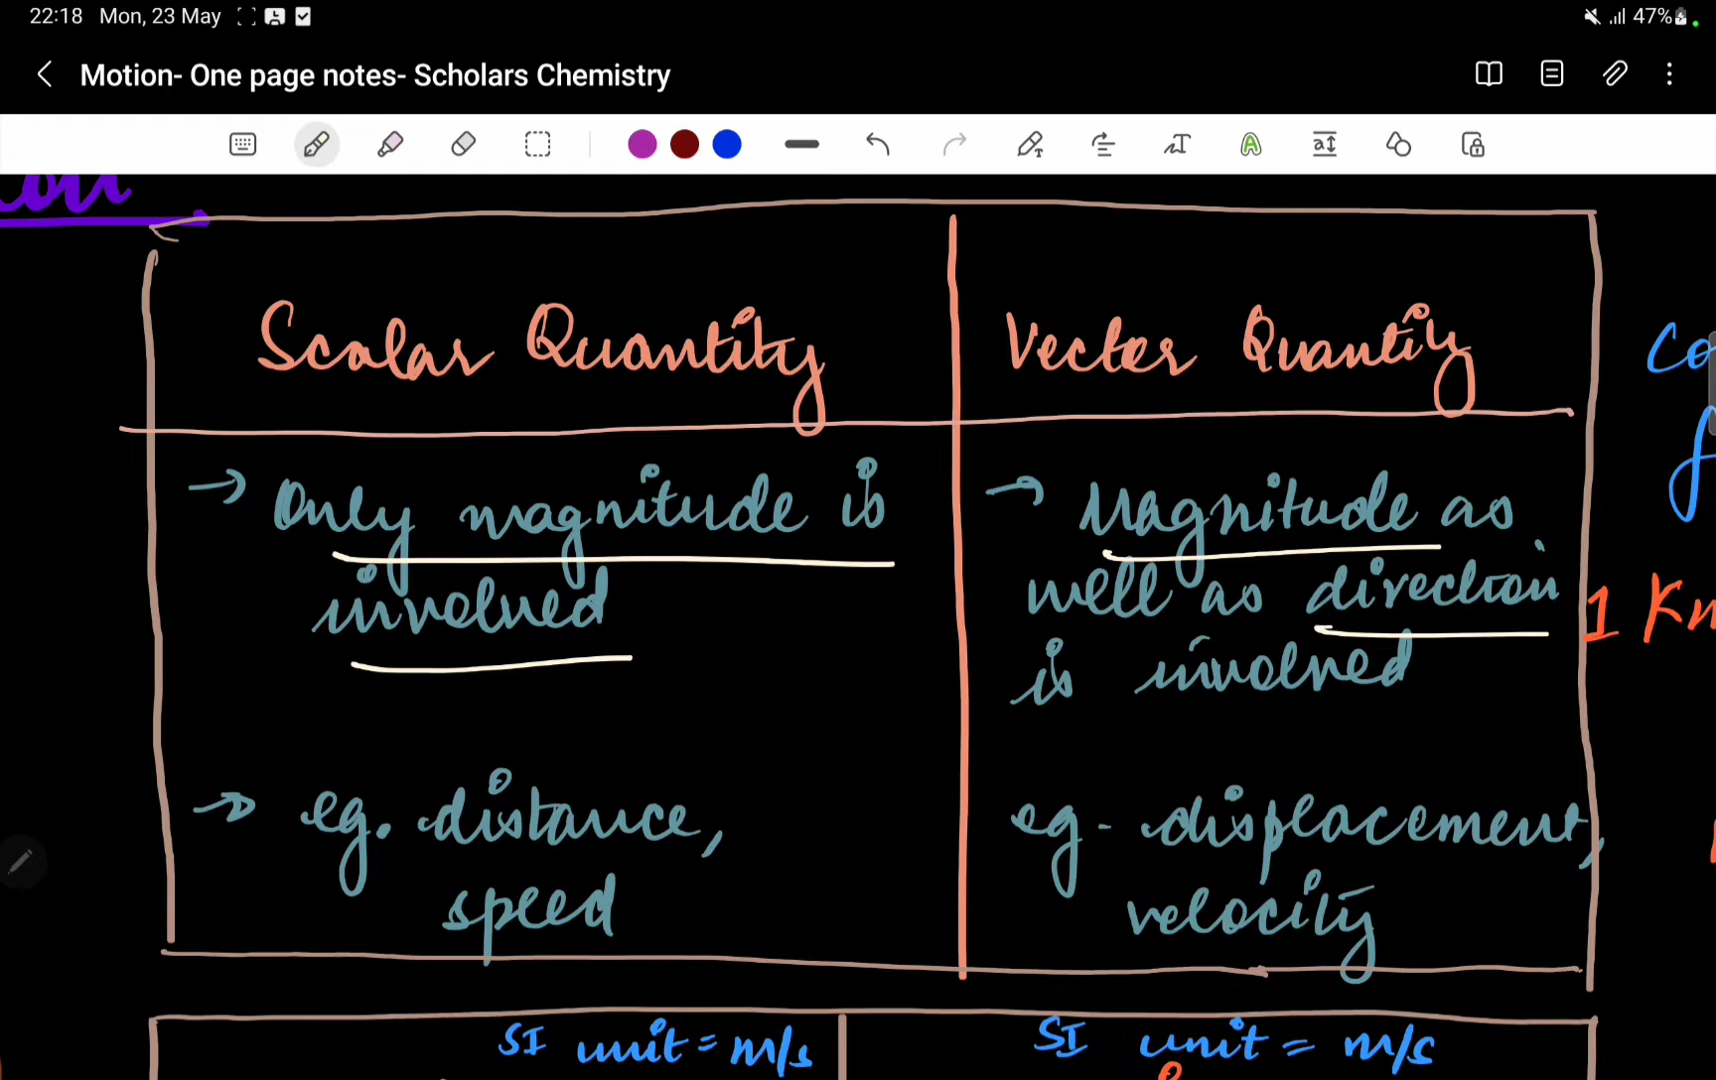 22:18 Mon, 23 May
47%
Motion- One page notes- Scholars Chemistry
Scalar Quantity
Vector Quantity
→ Only magnitude is
involved
→ Magnitude as
well as direction
is involved
→ eg. distance,
speed
eg - displacement,
velocity
1 Km
SI unit = m/s
SI unit = m/s